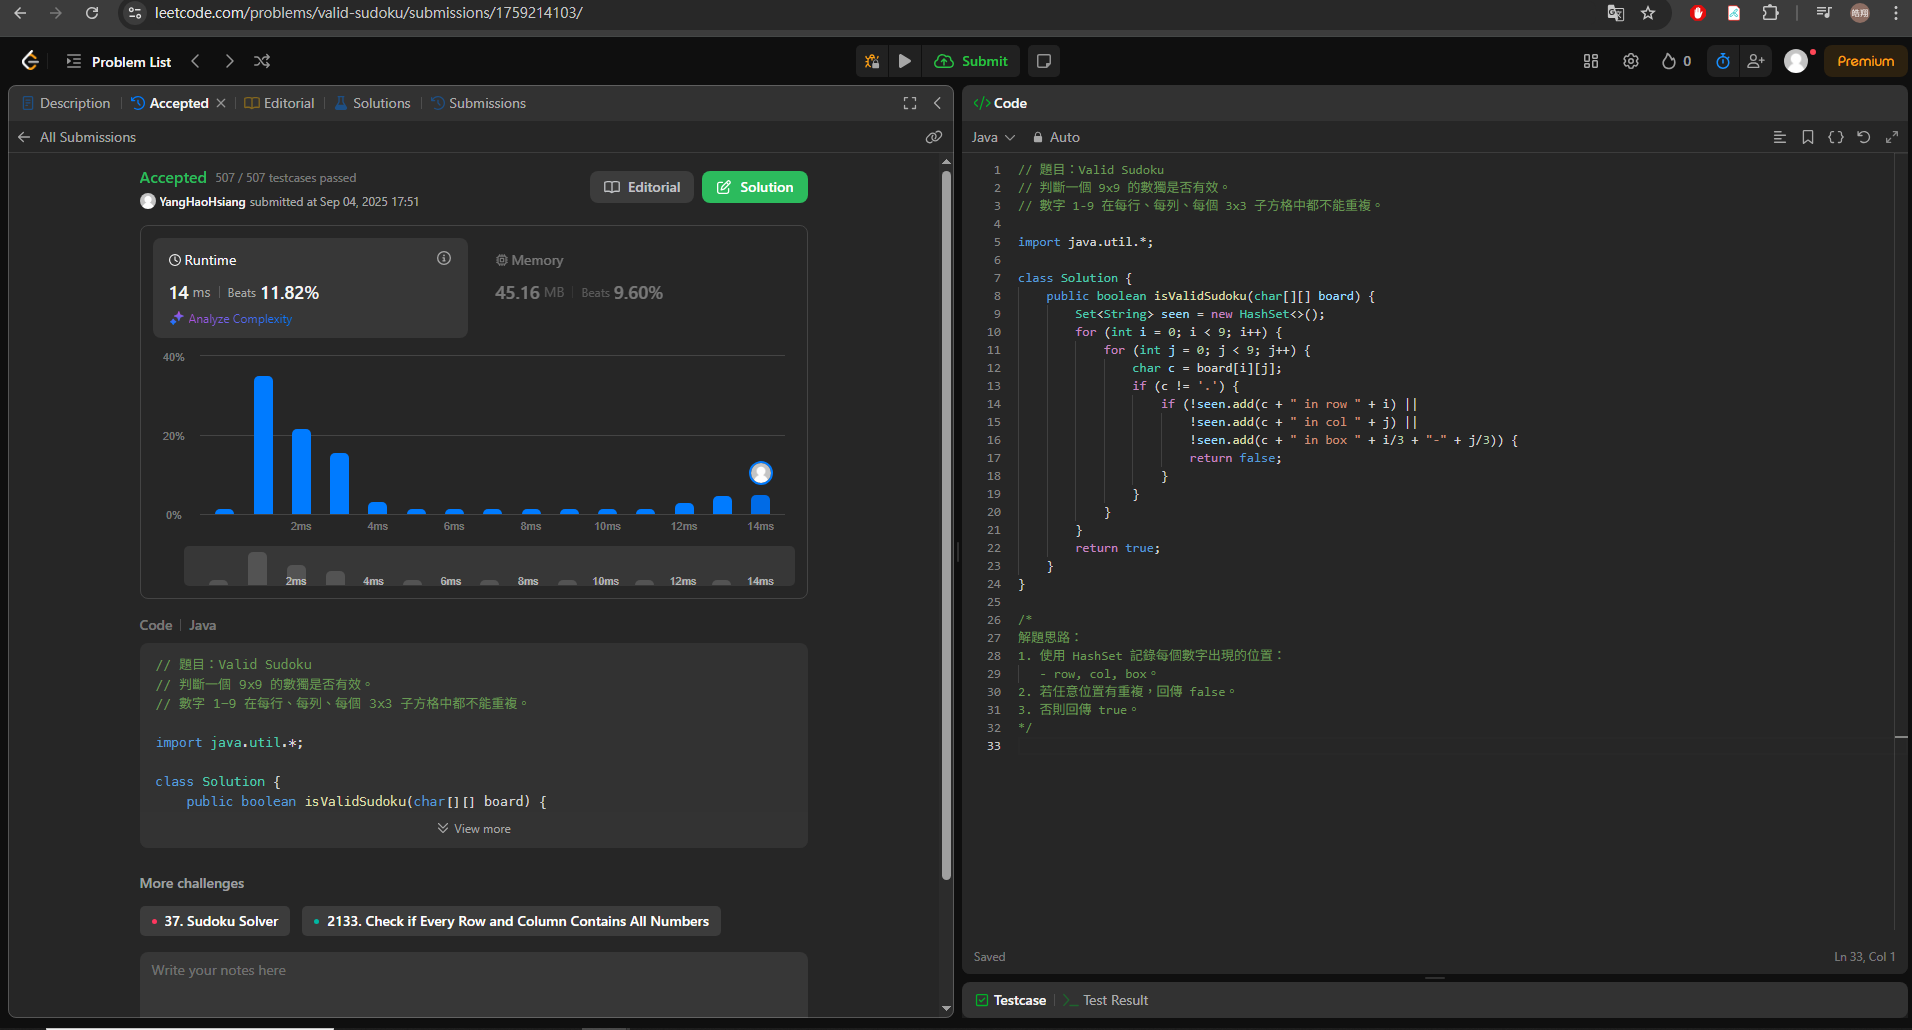 leetcode.com/problems/valid-sudoku/submissions/1759214103/
皓翔
Problem List
Submit
0
Premium
Description
Accepted
Editorial
Solutions
Submissions
All Submissions
Accepted 507 / 507 testcases passed
YangHaoHsiang submitted at Sep 04, 2025 17:51
Editorial
Solution
Runtime
14 ms Beats 11.82%
Analyze Complexity
Memory
45.16 MB Beats 9.60%
40%
20%
0%
2ms 4ms 6ms 8ms 10ms 12ms 14ms
2ms 4ms 6ms 8ms 10ms 12ms 14ms
Code Java
// 題目：Valid Sudoku
// 判斷一個 9x9 的數獨是否有效。
// 數字 1-9 在每行、每列、每個 3x3 子方格中都不能重複。
import java.util.*;
class Solution {
public boolean isValidSudoku(char[][] board) {
View more
More challenges
37. Sudoku Solver
2133. Check if Every Row and Column Contains All Numbers
Write your notes here
</> Code
Java
Auto
1 // 題目：Valid Sudoku
2 // 判斷一個 9x9 的數獨是否有效。
3 // 數字 1-9 在每行、每列、每個 3x3 子方格中都不能重複。
4
5 import java.util.*;
6
7 class Solution {
8 public boolean isValidSudoku(char[][] board) {
9 Set<String> seen = new HashSet<>();
10 for (int i = 0; i < 9; i++) {
11 for (int j = 0; j < 9; j++) {
12 char c = board[i][j];
13 if (c != '.') {
14 if (!seen.add(c + " in row " + i) ||
15 !seen.add(c + " in col " + j) ||
16 !seen.add(c + " in box " + i/3 + "-" + j/3)) {
17 return false;
18 }
19 }
20 }
21 }
22 return true;
23 }
24 }
25
26 /*
27 解題思路：
28 1. 使用 HashSet 記錄每個數字出現的位置：
29 - row, col, box。
30 2. 若任意位置有重複，回傳 false。
31 3. 否則回傳 true。
32 */
33
Saved
Ln 33, Col 1
Testcase
Test Result